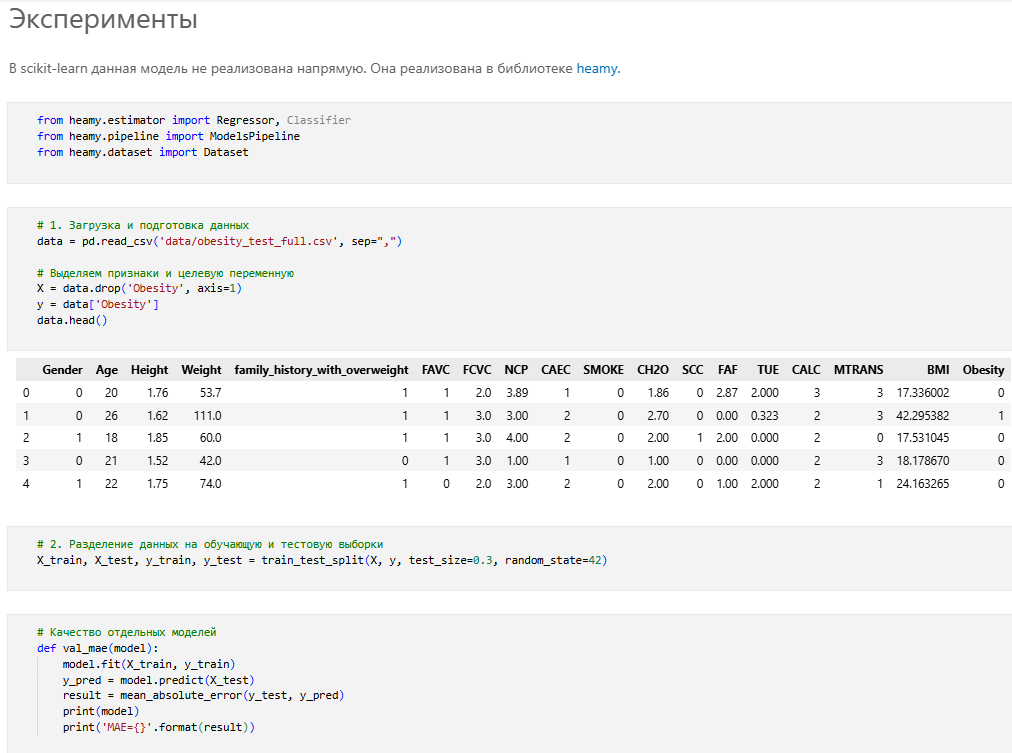 Эксперименты
В scikit-learn данная модель не реализована напрямую. Она реализована в библиотеке heamy.
from heamy.estimator import Regressor, Classifier
from heamy.pipeline import ModelsPipeline
from heamy.dataset import Dataset
# 1. Загрузка и подготовка данных
data = pd.read_csv('data/obesity_test_full.csv', sep=",")
# Выделяем признаки и целевую переменную
X = data.drop('Obesity', axis=1)
y = data['Obesity']
data.head()
Gender Age Height Weight family_history_with_overweight FAVC FCVC NCP CAEC SMOKE CH2O SCC FAF TUE CALC MTRANS BMI Obesity
0 0 20 1.76 53.7 1 1 2.0 3.89 1 0 1.86 0 2.87 2.000 3 3 17.336002 0
1 0 26 1.62 111.0 1 1 3.0 3.00 2 0 2.70 0 0.00 0.323 2 3 42.295382 1
2 1 18 1.85 60.0 1 1 3.0 4.00 2 0 2.00 1 2.00 0.000 2 0 17.531045 0
3 0 21 1.52 42.0 0 1 3.0 1.00 1 0 1.00 0 0.00 0.000 2 3 18.178670 0
4 1 22 1.75 74.0 1 0 2.0 3.00 2 0 2.00 0 1.00 2.000 2 1 24.163265 0
# 2. Разделение данных на обучающую и тестовую выборки
X_train, X_test, y_train, y_test = train_test_split(X, y, test_size=0.3, random_state=42)
# Качество отдельных моделей
def val_mae(model):
model.fit(X_train, y_train)
y_pred = model.predict(X_test)
result = mean_absolute_error(y_test, y_pred)
print(model)
print('MAE={}'.format(result))